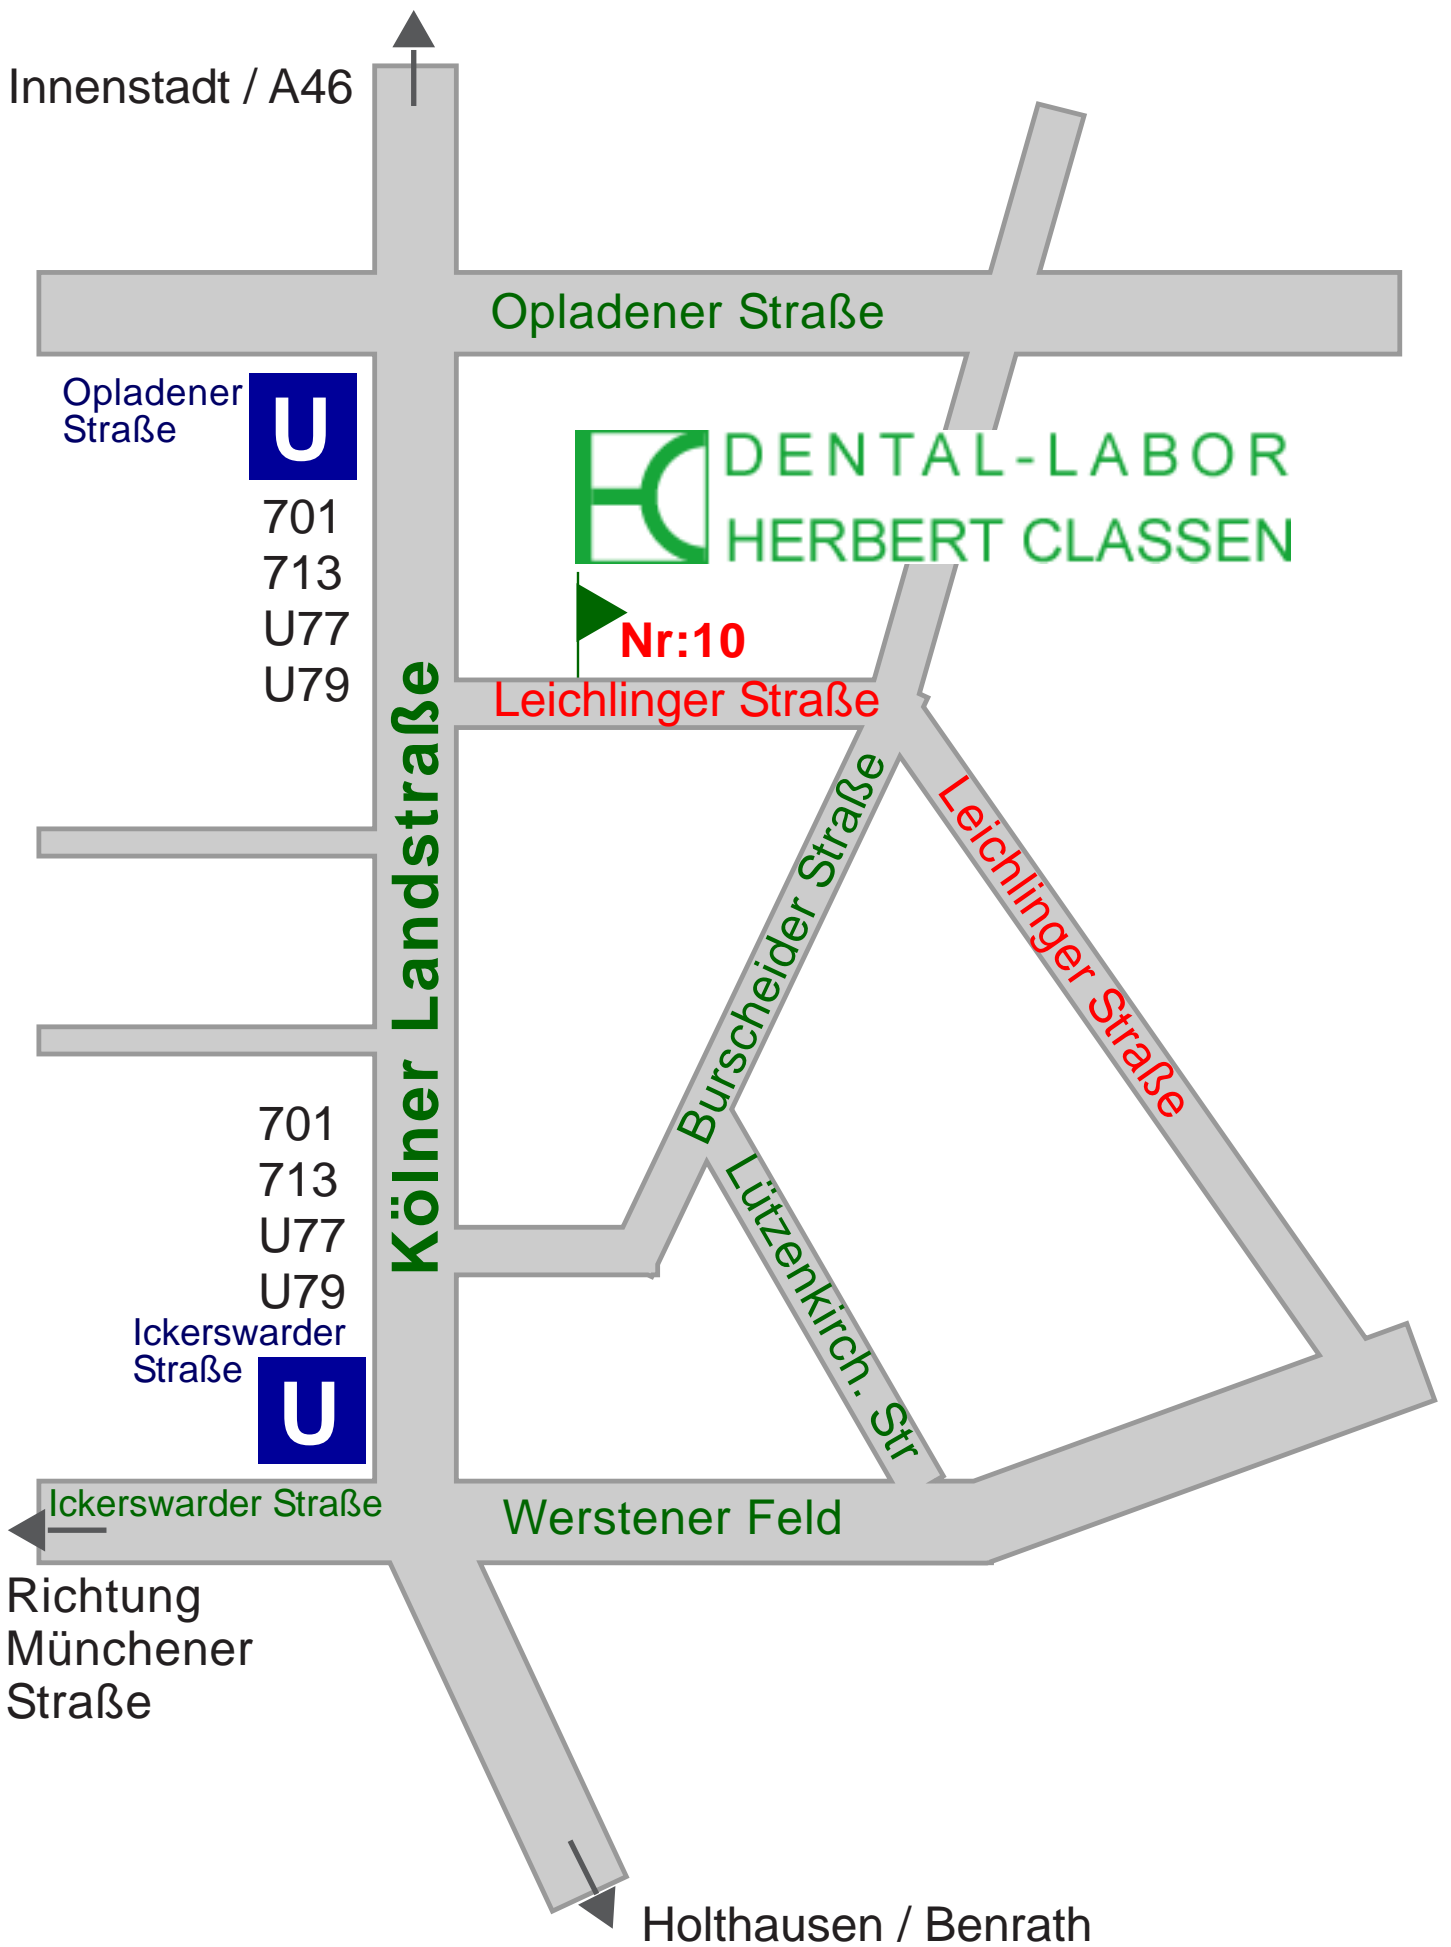 Innenstadt / A46
Opladener Straße
Opladener
Straße
U
701
713
U77
U79
DENTAL-LABOR
HERBERT CLASSEN
Nr:10
Leichlinger Straße
Kölner Landstraße
Burscheider Straße
Leichlinger Straße
Lützenkirch. Str
701
713
U77
U79
Ickerswarder
Straße
U
Ickerswarder Straße
Werstener Feld
Richtung
Münchener
Straße
Holthausen / Benrath